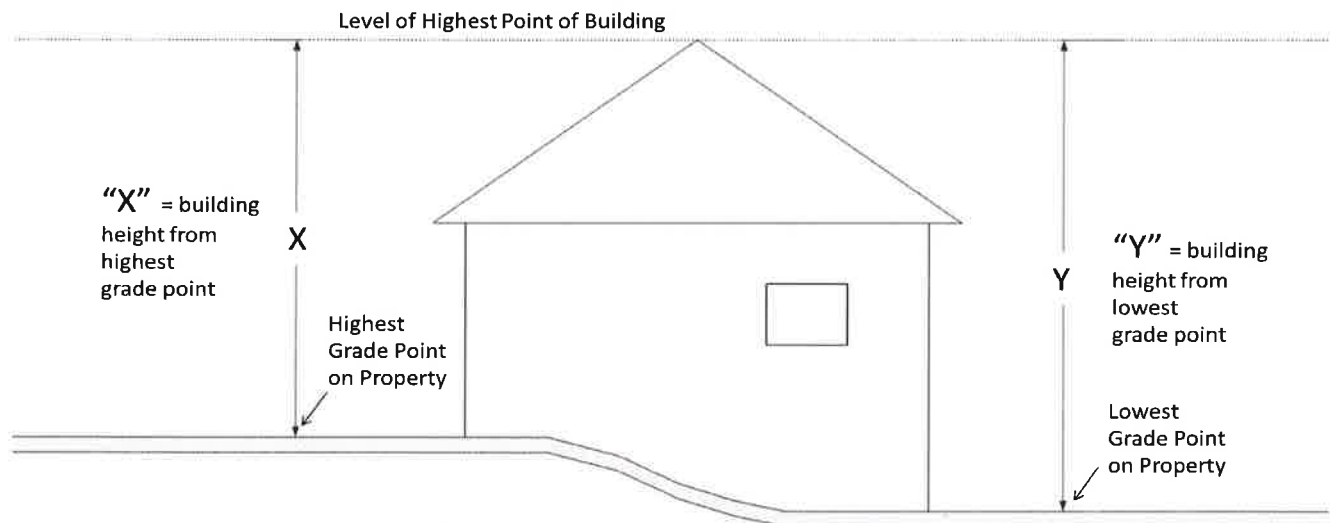 Level of Highest Point of Building
“X” = building
height from
highest
grade point
X
Highest
Grade Point
on Property
Y
“Y” = building
height from
lowest
grade point
Lowest
Grade Point
on Property